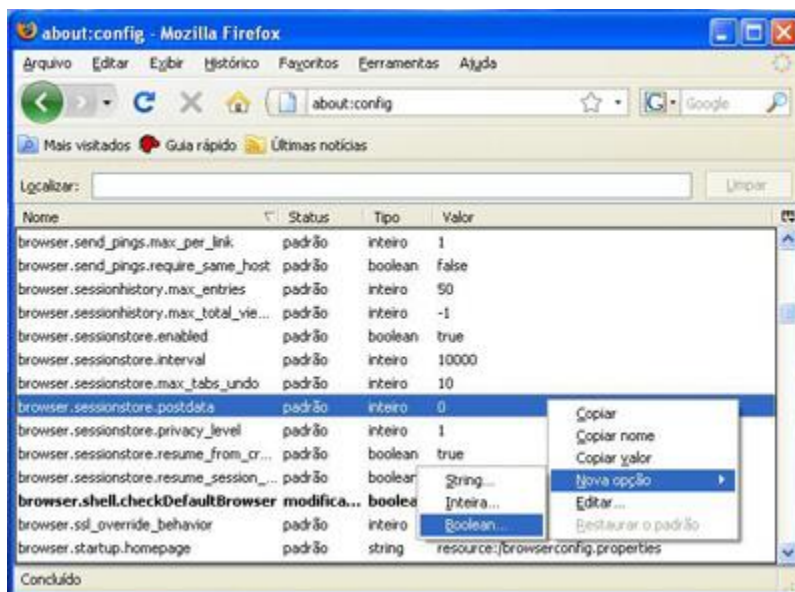 about:config - Mozilla Firefox
Arquivo Editar Exibir Histórico Favoritos Ferramentas Ajuda
about:config G Google
Mais visitados Guia rápido Últimas notícias
Localizar: Limpar
Nome Status Tipo Valor
browser.send_pings.max_per_link padrão inteiro 1
browser.send_pings.require_same_host padrão boolean false
browser.sessionhistory.max_entries padrão inteiro 50
browser.sessionhistory.max_total_vie... padrão inteiro -1
browser.sessionstore.enabled padrão boolean true
browser.sessionstore.interval padrão inteiro 10000
browser.sessionstore.max_tabs_undo padrão inteiro 10
browser.sessionstore.postdata padrão inteiro 0
browser.sessionstore.privacy_level padrão inteiro 1
browser.sessionstore.resume_from_cr... padrão boolean true
browser.sessionstore.resume_session_... padrão boolean
browser.shell.checkDefaultBrowser modifica... boolea
browser.ssl_override_behavior padrão inteiro
browser.startup.homepage padrão string resource:/browserconfig.properties
Copiar
Copiar nome
Copiar valor
Nova opção
Editar...
Restaurar o padrão
String...
Inteira...
Boolean...
Concluído